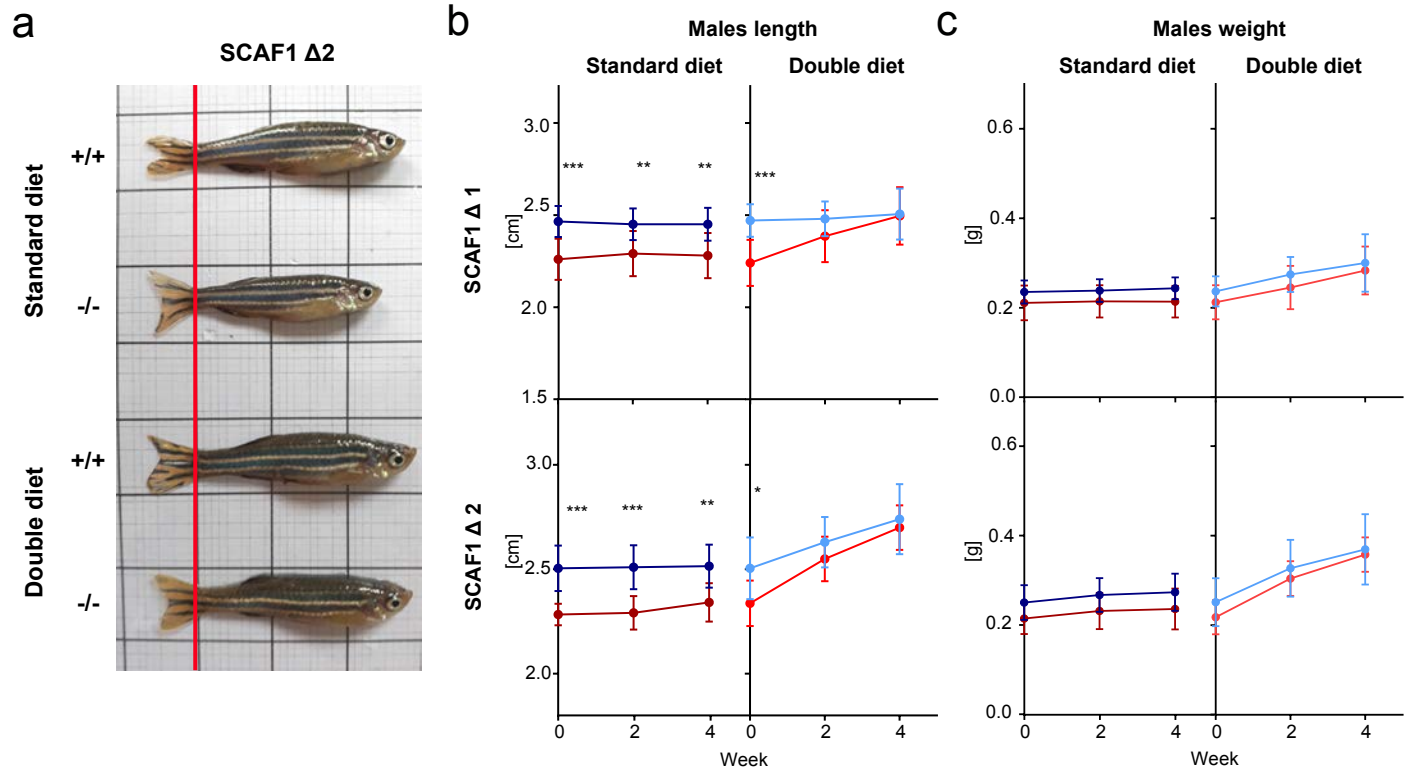 a
SCAF1 Δ2
Standard diet
+/+
-/-
Double diet
+/+
-/-
b
Males length
Standard diet
Double diet
SCAF1 Δ 1
[cm]
3.0
2.5
2.0
1.5
***
**
**
***
SCAF1 Δ 2
[cm]
3.0
2.5
2.0
***
***
**
*
0
2
4
0
2
4
Week
c
Males weight
Standard diet
Double diet
[g]
0.6
0.4
0.2
0.0
[g]
0.6
0.4
0.2
0.0
0
2
4
0
2
4
Week